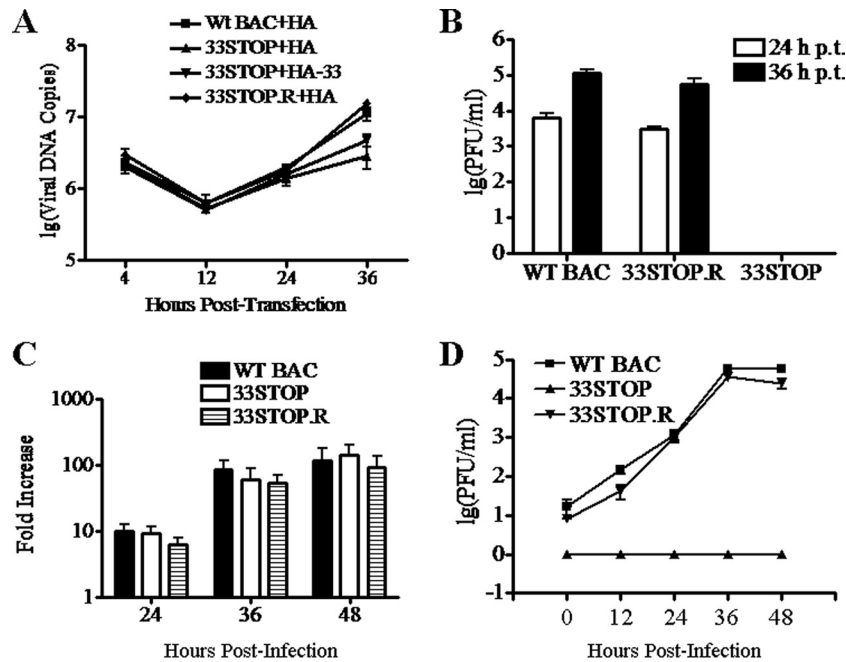 A
Wt BAC+HA
33STOP+HA
33STOP+HA-33
33STOP.R+HA
lg(Viral DNA Copies)
8
7
6
5
4 12 24 36
Hours Post-Transfection
B
24 h p.t.
36 h p.t.
lg(PFU/ml)
6
5
4
3
2
1
0
WT BAC 33STOP.R 33STOP
C
WT BAC
33STOP
33STOP.R
Fold Increase
1000
100
10
1
24 36 48
Hours Post-Infection
D
WT BAC
33STOP
33STOP.R
lg(PFU/ml)
5
4
3
2
1
0
-1
0 12 24 36 48
Hours Post-Infection